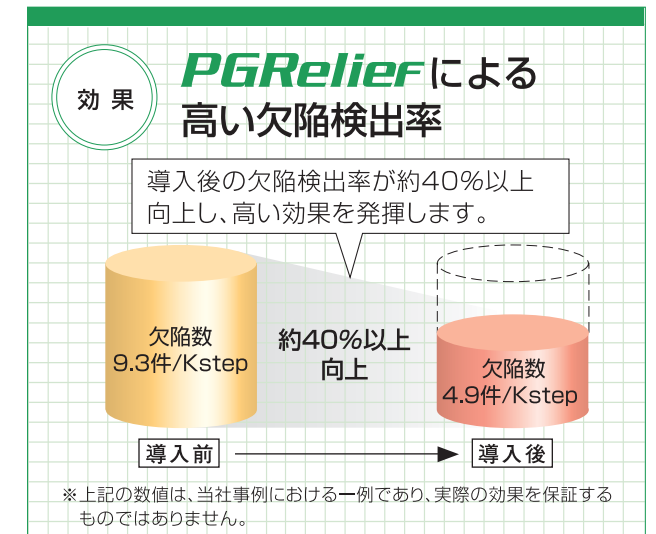 効果
PGReliefによる
高い欠陥検出率
導入後の欠陥検出率が約40%以上
向上し、高い効果を発揮します。
欠陥数
9.3件/Kstep
約40%以上
向上
欠陥数
4.9件/Kstep
導入前
導入後
※上記の数値は、当社事例における一例であり、実際の効果を保証する
ものではありません。